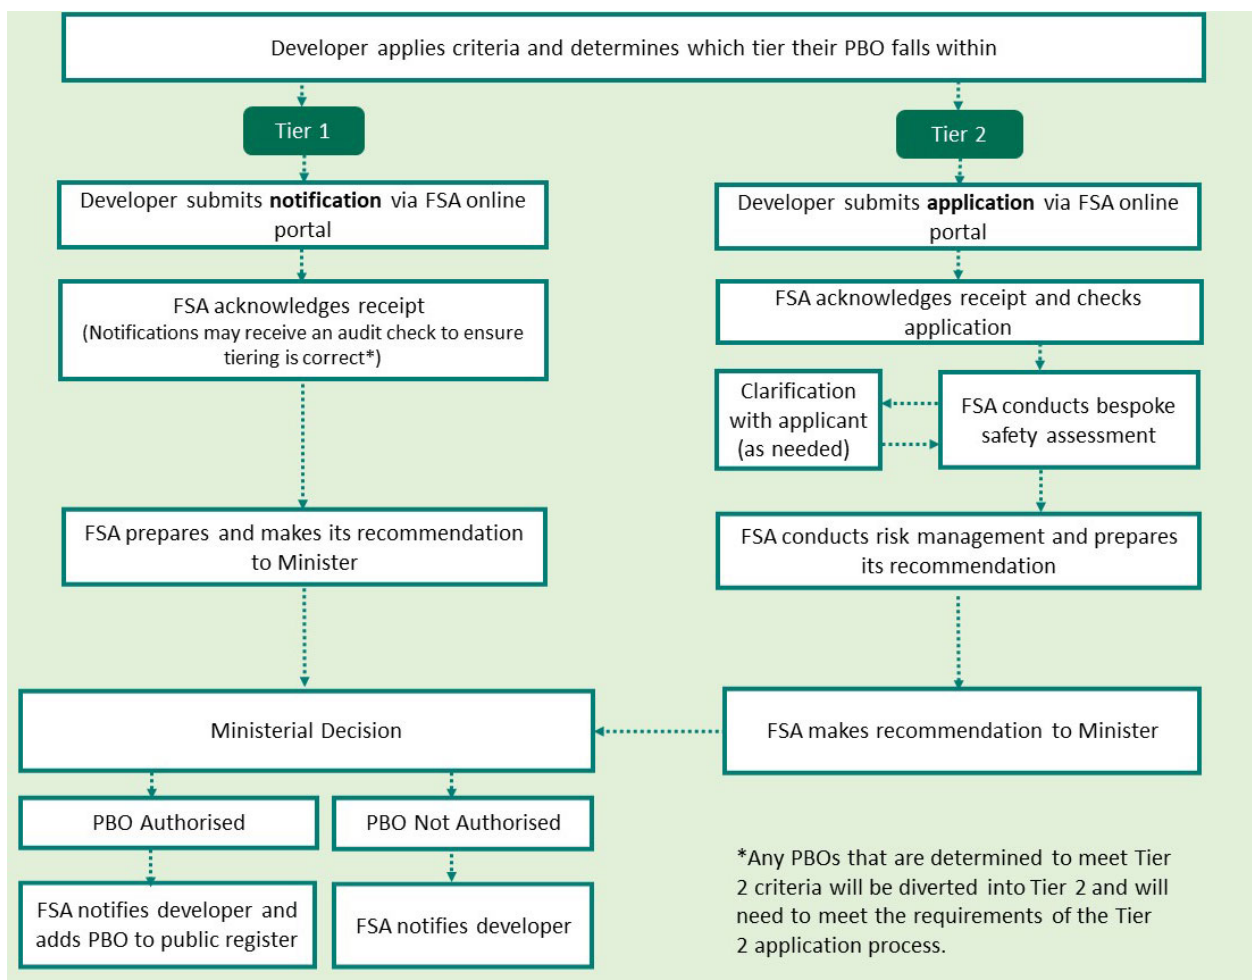 Developer applies criteria and determines which tier their PBO falls within
Tier 1
Developer submits notification via FSA online
portal
FSA acknowledges receipt
(Notifications may receive an audit check to ensure
tiering is correct*)
FSA prepares and makes its recommendation
to Minister
Tier 2
Developer submits application via FSA online
portal
FSA acknowledges receipt and checks
application
Clarification
with applicant
(as needed)
FSA conducts bespoke
safety assessment
FSA conducts risk management and prepares
its recommendation
FSA makes recommendation to Minister
Ministerial Decision
PBO Authorised
PBO Not Authorised
FSA notifies developer and
adds PBO to public register
FSA notifies developer
*Any PBOs that are determined to meet Tier
2 criteria will be diverted into Tier 2 and will
need to meet the requirements of the Tier
2 application process.